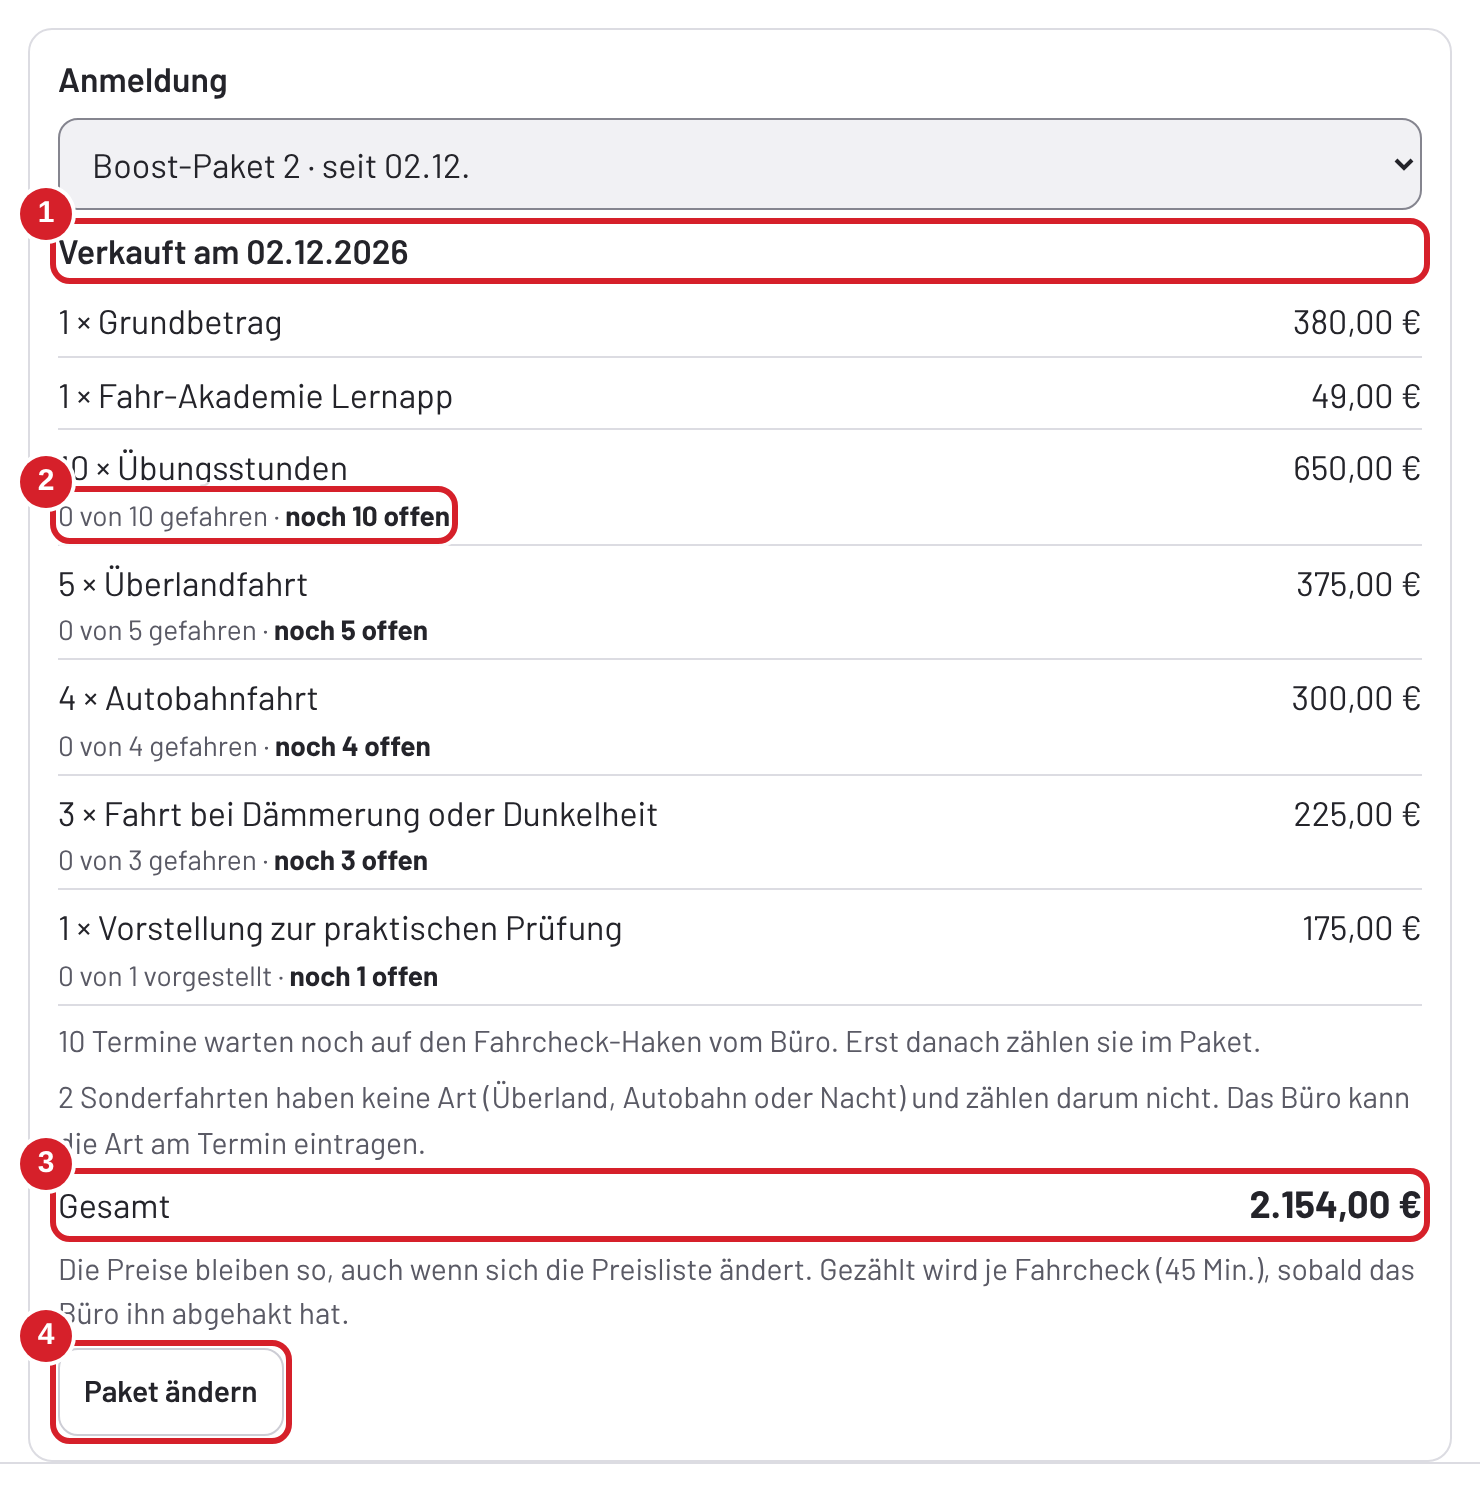 Anmeldung
Boost-Paket 2 · seit 02.12.
1
Verkauft am 02.12.2026
1 × Grundbetrag 380,00 €
1 × Fahr-Akademie Lernapp 49,00 €
10 × Übungsstunden 650,00 €
2
0 von 10 gefahren · noch 10 offen
5 × Überlandfahrt 375,00 €
0 von 5 gefahren · noch 5 offen
4 × Autobahnfahrt 300,00 €
0 von 4 gefahren · noch 4 offen
3 × Fahrt bei Dämmerung oder Dunkelheit 225,00 €
0 von 3 gefahren · noch 3 offen
1 × Vorstellung zur praktischen Prüfung 175,00 €
0 von 1 vorgestellt · noch 1 offen
10 Termine warten noch auf den Fahrcheck-Haken vom Büro. Erst danach zählen sie im Paket.
2 Sonderfahrten haben keine Art (Überland, Autobahn oder Nacht) und zählen darum nicht. Das Büro kann
die Art am Termin eintragen.
3
Gesamt 2.154,00 €
Die Preise bleiben so, auch wenn sich die Preisliste ändert. Gezählt wird je Fahrcheck (45 Min.), sobald das
Büro ihn abgehakt hat.
4
Paket ändern